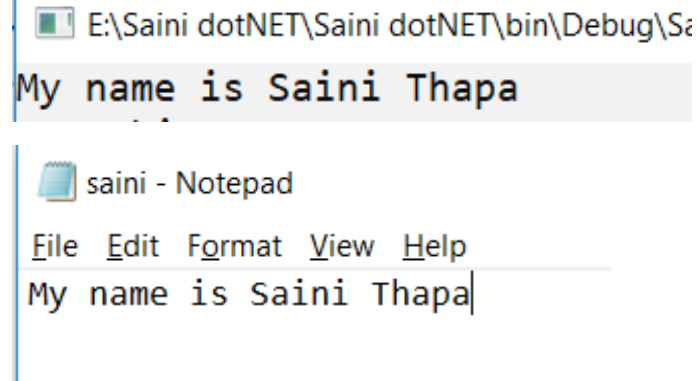 E:\Saini dotNET\Saini dotNET\bin\Debug\Sa
My name is Saini Thapa
saini - Notepad
File Edit Format View Help
My name is Saini Thapa